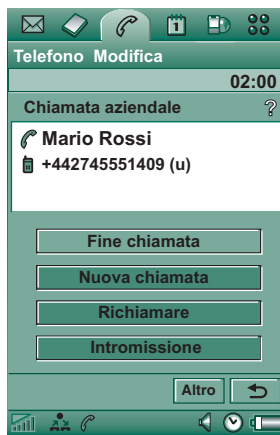 Telefono Modifica
02:00
Chiamata aziendale ?
Mario Rossi
+442745551409 (u)
Fine chiamata
Nuova chiamata
Richiamare
Intromissione
Altro